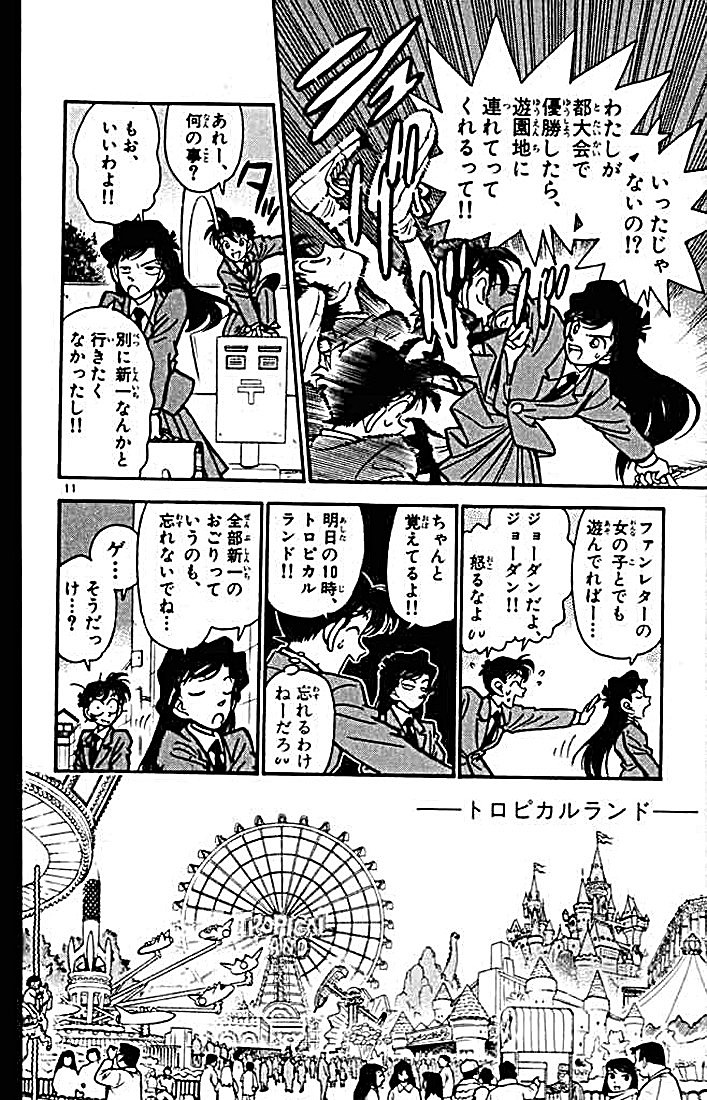 いったじゃ
ないの!?
わたしが
都大会で
優勝したら、
遊園地に
連れてって
くれるって!!
あれー、
何の事?
もお、
いいわよ!!
別に新一なんかと
行きたく
なかったし!!
11
ファンレターの
女の子とでも
遊んでれば…
ジョーダンだよ、
ジョーダン!!
怒るなよ
ちゃんと
覚えてるよ!!
明日の10時、
トロピカル
ランド!!
忘れるわけ
ねーだろ
全部新一の
おごりって
いうのも、
忘れないでね…
ゲ…
そうだっ
け…?
――トロピカルランド――
TROPICAL
LAND